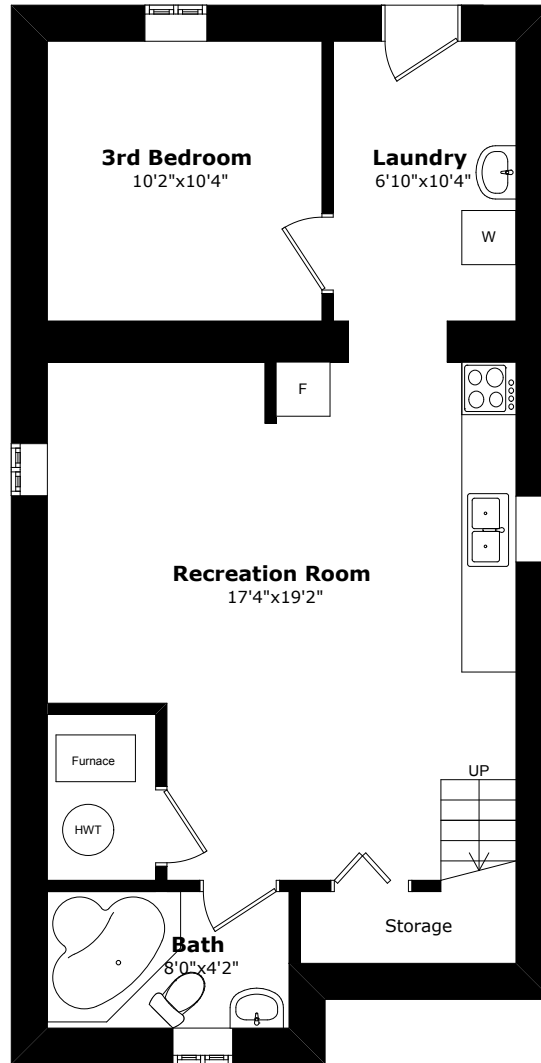 3rd Bedroom
10'2"x10'4"
Laundry
6'10"x10'4"
W
F
Recreation Room
17'4"x19'2"
Furnace
HWT
UP
Storage
Bath
8'0"x4'2"